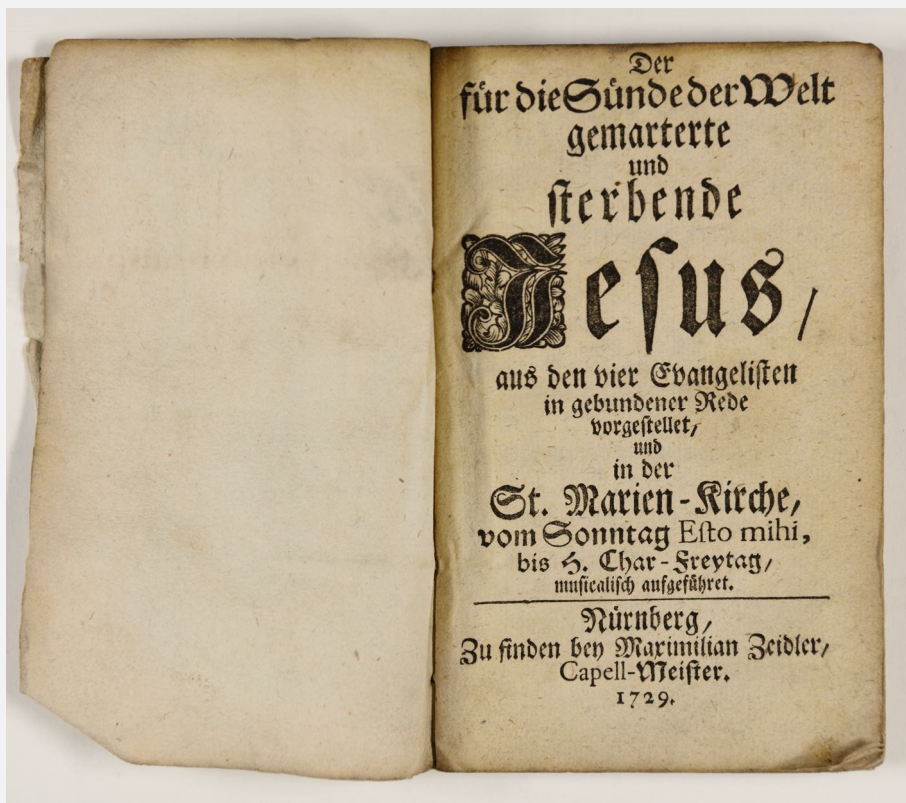 Der
für die Sünde der Welt
gemarterte
und
sterbende
Jesus,
aus den vier Evangelisten
in gebundener Rede
vorgestellet,
und
in der
St. Marien-Kirche,
vom Sonntag Esto mihi,
bis H. Char-Freytag,
musicalisch aufgeführet.
Nürnberg,
Zu finden bey Maximilian Zeidler,
Capell-Meister.
1729.